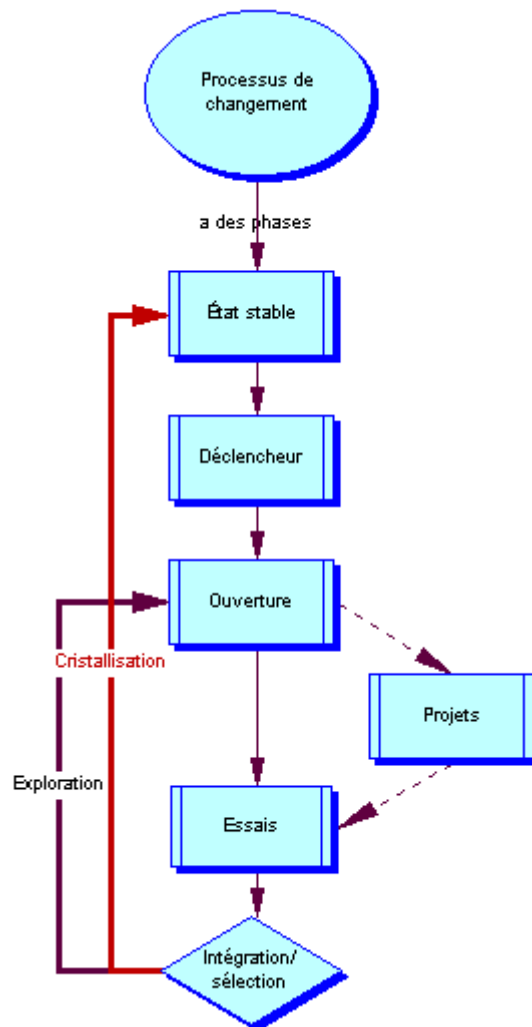 Processus de
changement
a des phases
État stable
Déclencheur
Ouverture
Cristallisation
Projets
Exploration
Essais
Intégration/
sélection